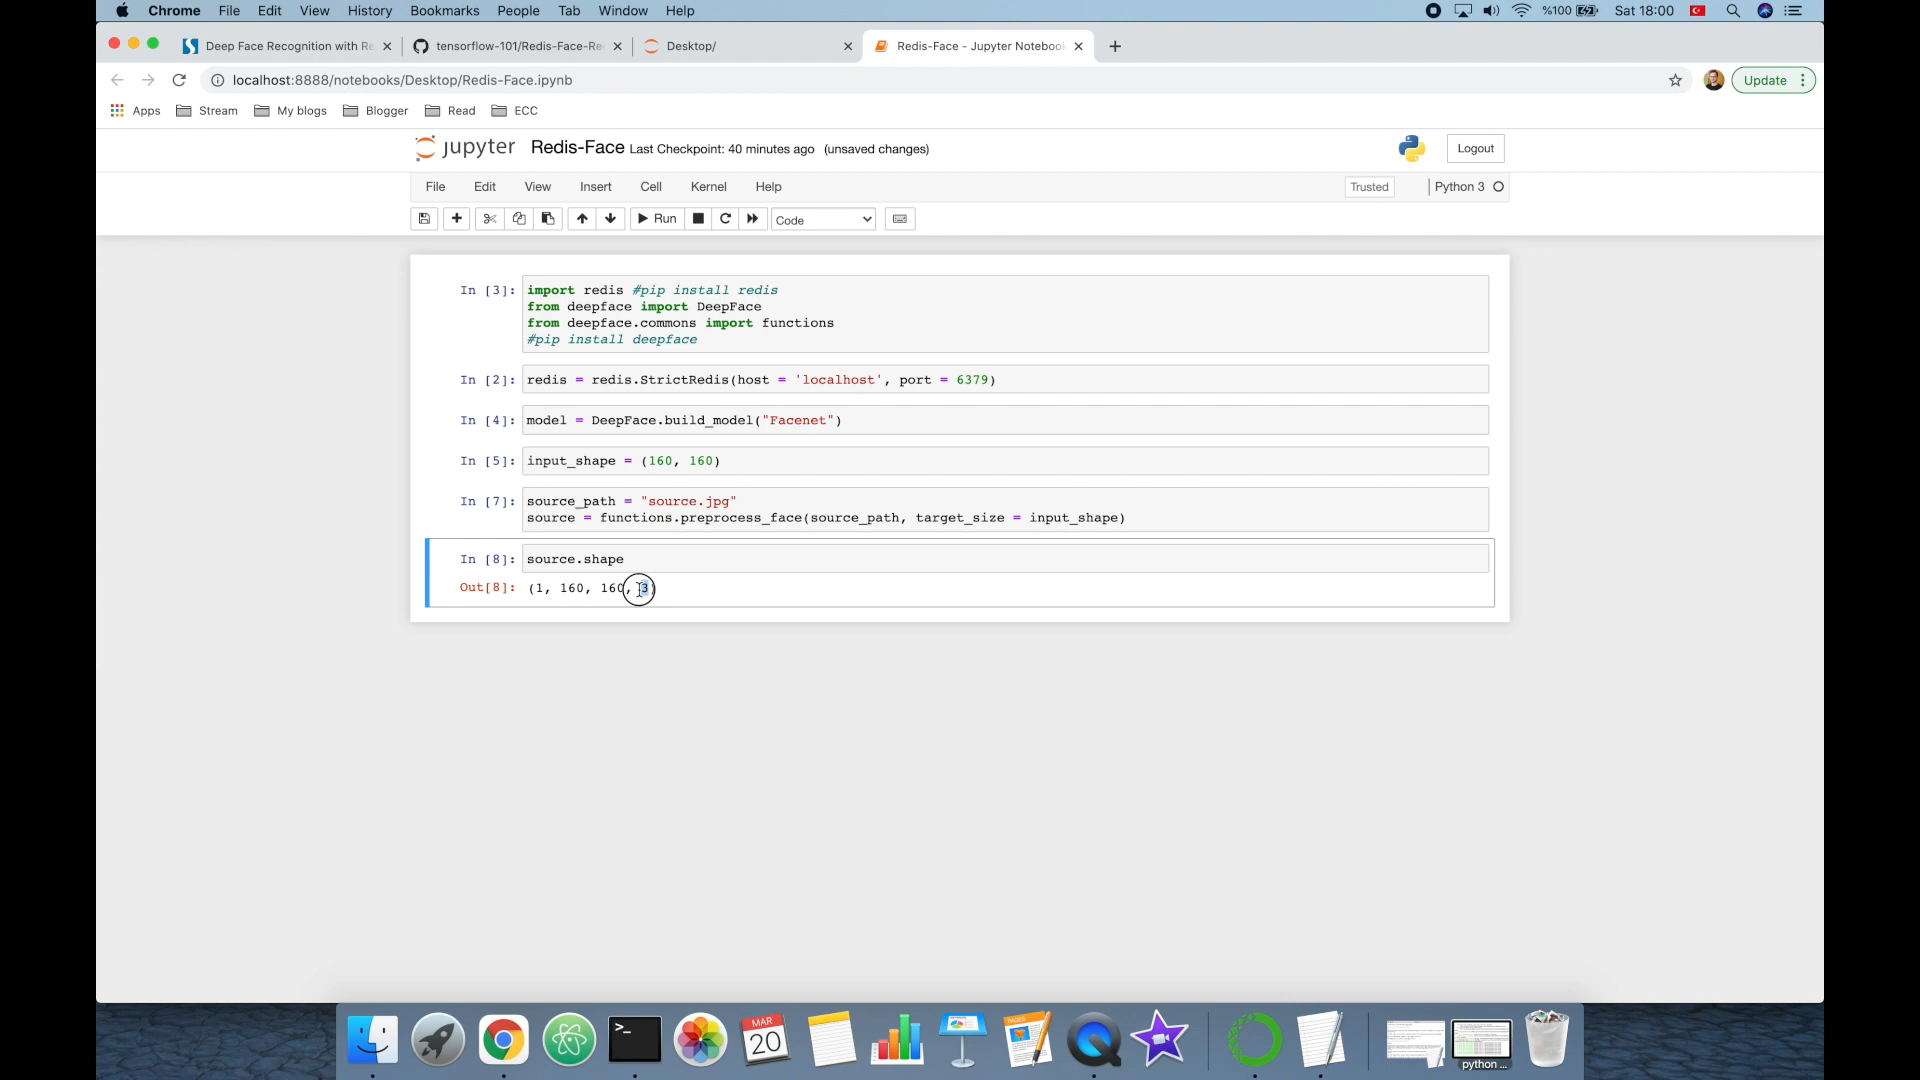 Chrome File Edit View History Bookmarks People Tab Window Help %100 Sat 18:00
Deep Face Recognition with Re
tensorflow-101/Redis-Face-Re
Desktop/
Redis-Face - Jupyter Notebook
localhost:8888/notebooks/Desktop/Redis-Face.ipynb
Update
Apps Stream My blogs Blogger Read ECC
jupyter Redis-Face Last Checkpoint: 40 minutes ago (unsaved changes)
Logout
File Edit View Insert Cell Kernel Help
Trusted
Python 3
Run
Code
In [3]: import redis #pip install redis
from deepface import DeepFace
from deepface.commons import functions
#pip install deepface
In [2]: redis = redis.StrictRedis(host = 'localhost', port = 6379)
In [4]: model = DeepFace.build_model("Facenet")
In [5]: input_shape = (160, 160)
In [7]: source_path = "source.jpg"
source = functions.preprocess_face(source_path, target_size = input_shape)
In [8]: source.shape
Out[8]: (1, 160, 160, 3)
MAR
20
PAGES
python ...